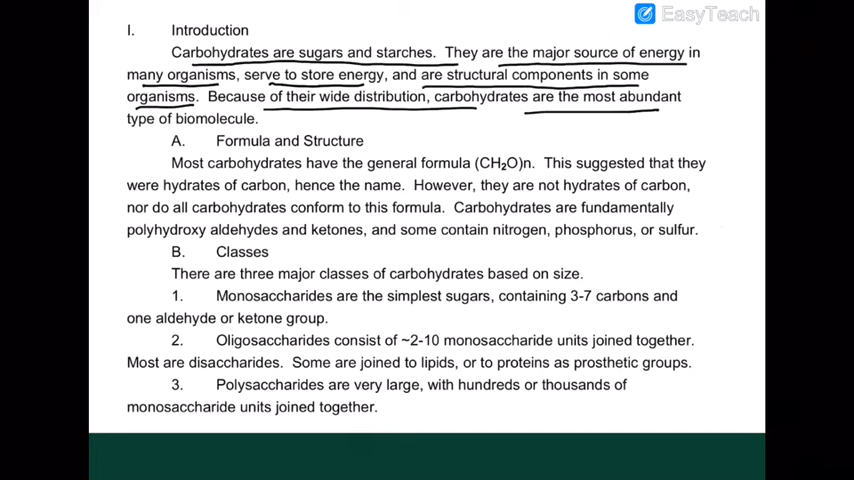 EasyTeach
I. Introduction
Carbohydrates are sugars and starches. They are the major source of energy in
many organisms, serve to store energy, and are structural components in some
organisms. Because of their wide distribution, carbohydrates are the most abundant
type of biomolecule.
A. Formula and Structure
Most carbohydrates have the general formula (CH₂O)n. This suggested that they
were hydrates of carbon, hence the name. However, they are not hydrates of carbon,
nor do all carbohydrates conform to this formula. Carbohydrates are fundamentally
polyhydroxy aldehydes and ketones, and some contain nitrogen, phosphorus, or sulfur.
B. Classes
There are three major classes of carbohydrates based on size.
1. Monosaccharides are the simplest sugars, containing 3-7 carbons and
one aldehyde or ketone group.
2. Oligosaccharides consist of ~2-10 monosaccharide units joined together.
Most are disaccharides. Some are joined to lipids, or to proteins as prosthetic groups.
3. Polysaccharides are very large, with hundreds or thousands of
monosaccharide units joined together.